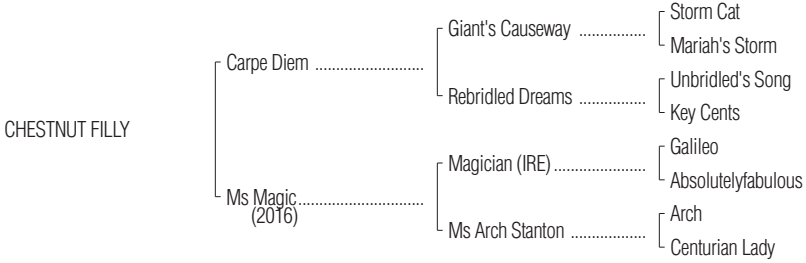 Storm Cat
Giant's Causeway ................
Mariah's Storm
Carpe Diem ..........................
Unbridled's Song
Rebridled Dreams ................
Key Cents
CHESTNUT FILLY
Galileo
Magician (IRE) ......................
Absolutelyfabulous
Ms Magic..............................
(2016)
Arch
Ms Arch Stanton ..................
Centurian Lady